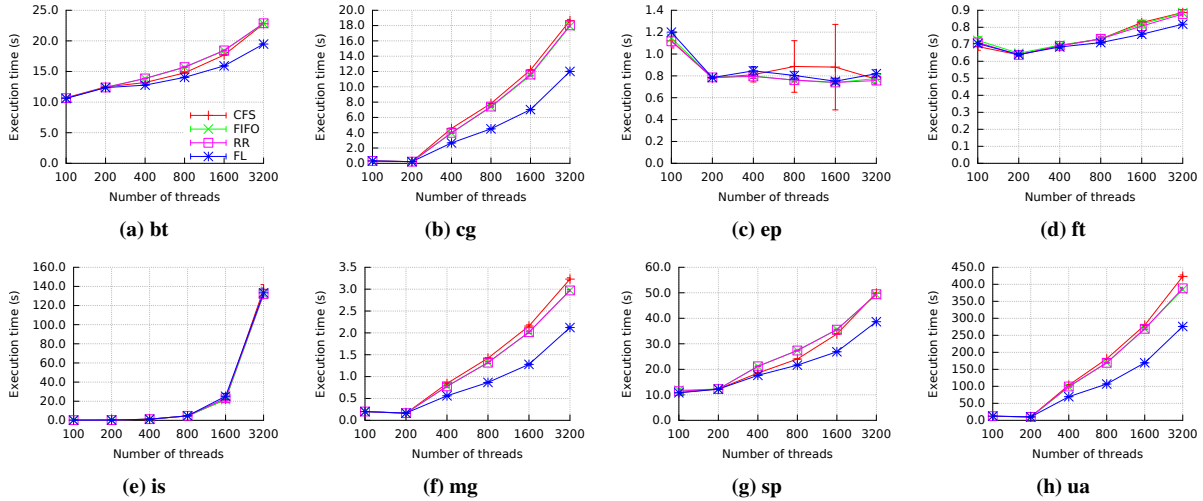 Execution time (s)
25.0
20.0
15.0
10.0
5.0
0.0
CFS
FIFO
RR
FL
100 200 400 800 1600 3200
Number of threads
(a) bt
Execution time (s)
20.0
18.0
16.0
14.0
12.0
10.0
8.0
6.0
4.0
2.0
0.0
100 200 400 800 1600 3200
Number of threads
(b) cg
Execution time (s)
1.4
1.2
1.0
0.8
0.6
0.4
0.2
0.0
100 200 400 800 1600 3200
Number of threads
(c) ep
Execution time (s)
0.9
0.8
0.7
0.6
0.5
0.4
0.3
0.2
0.1
0
100 200 400 800 1600 3200
Number of threads
(d) ft
Execution time (s)
160.0
140.0
120.0
100.0
80.0
60.0
40.0
20.0
0.0
100 200 400 800 1600 3200
Number of threads
(e) is
Execution time (s)
3.5
3.0
2.5
2.0
1.5
1.0
0.5
0.0
100 200 400 800 1600 3200
Number of threads
(f) mg
Execution time (s)
60.0
50.0
40.0
30.0
20.0
10.0
0.0
100 200 400 800 1600 3200
Number of threads
(g) sp
Execution time (s)
450.0
400.0
350.0
300.0
250.0
200.0
150.0
100.0
50.0
0.0
100 200 400 800 1600 3200
Number of threads
(h) ua